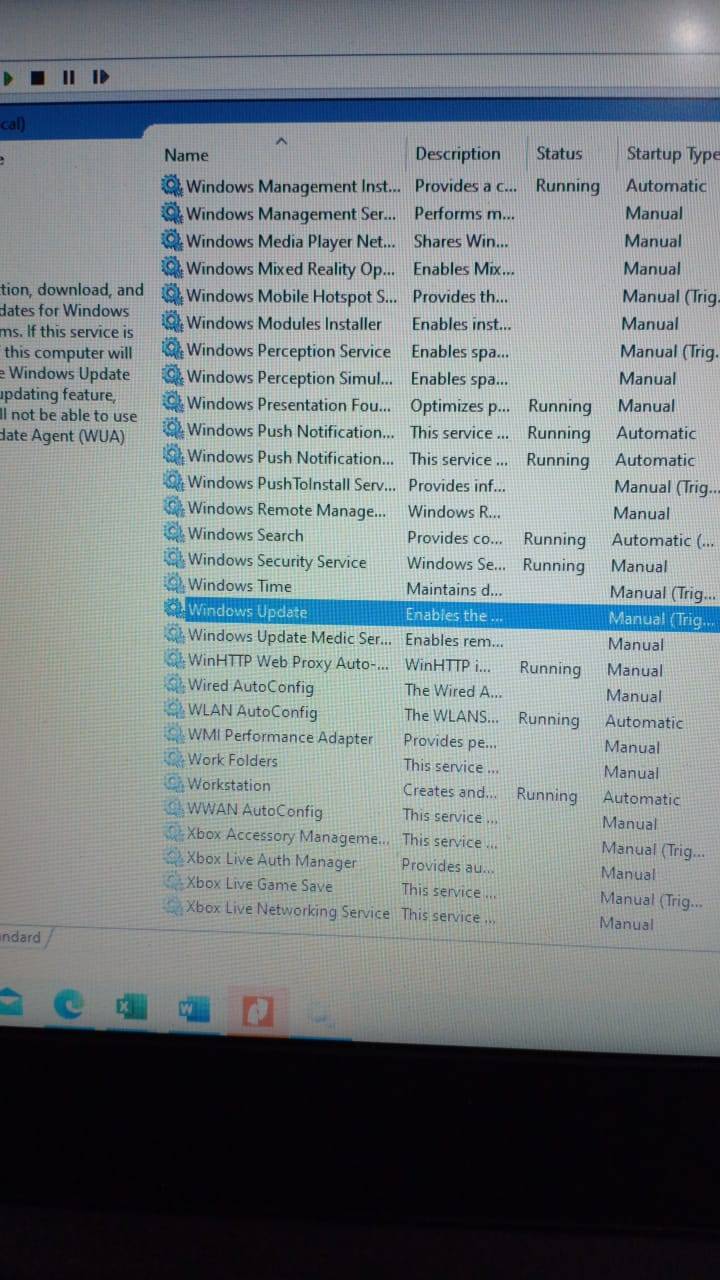 cal)
e
tion, download, and
dates for Windows
ms. If this service is
this computer will
e Windows Update
updating feature,
ll not be able to use
date Agent (WUA)
Name Description Status Startup Type
Windows Management Inst... Provides a c... Running Automatic
Windows Management Ser... Performs m... Manual
Windows Media Player Net... Shares Win... Manual
Windows Mixed Reality Op... Enables Mix... Manual
Windows Mobile Hotspot S... Provides th... Manual (Trig.
Windows Modules Installer Enables inst... Manual
Windows Perception Service Enables spa... Manual (Trig.
Windows Perception Simul... Enables spa... Manual
Windows Presentation Fou... Optimizes p... Running Manual
Windows Push Notification... This service ... Running Automatic
Windows Push Notification... This service ... Running Automatic
Windows PushToInstall Serv... Provides inf... Manual (Trig...
Windows Remote Manage... Windows R... Manual
Windows Search Provides co... Running Automatic (...
Windows Security Service Windows Se... Running Manual
Windows Time Maintains d... Manual (Trig...
Windows Update Enables the ... Manual (Trig...
Windows Update Medic Ser... Enables rem... Manual
WinHTTP Web Proxy Auto-... WinHTTP i... Running Manual
Wired AutoConfig The Wired A... Manual
WLAN AutoConfig The WLANS... Running Automatic
WMI Performance Adapter Provides pe... Manual
Work Folders This service ... Manual
Workstation Creates and... Running Automatic
WWAN AutoConfig This service ... Manual
Xbox Accessory Manageme... This service ... Manual (Trig...
Xbox Live Auth Manager Provides au... Manual
Xbox Live Game Save This service ... Manual (Trig...
Xbox Live Networking Service This service ... Manual
ndard